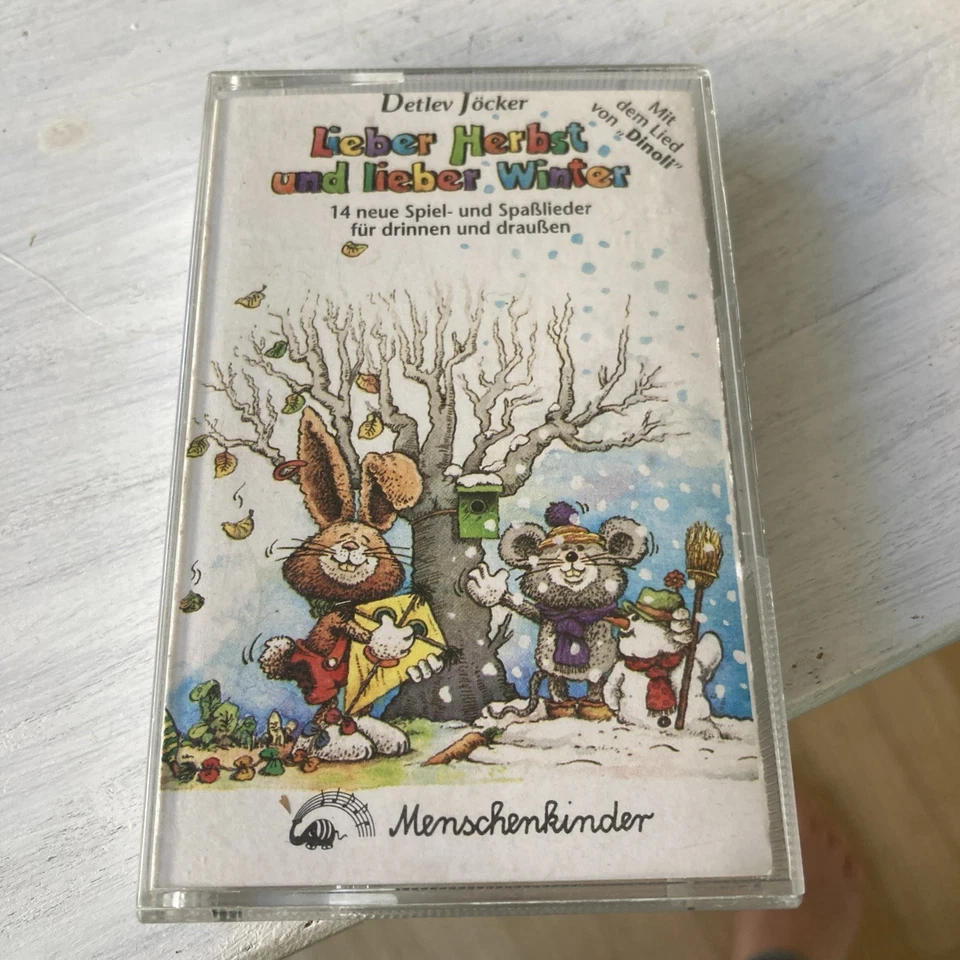 Detlev Jöcker
Lieber Herbst
und lieber Winter
Mit
dem Lied
von „Dinoli"
14 neue Spiel- und Spaßlieder
für drinnen und draußen
Menschenkinder